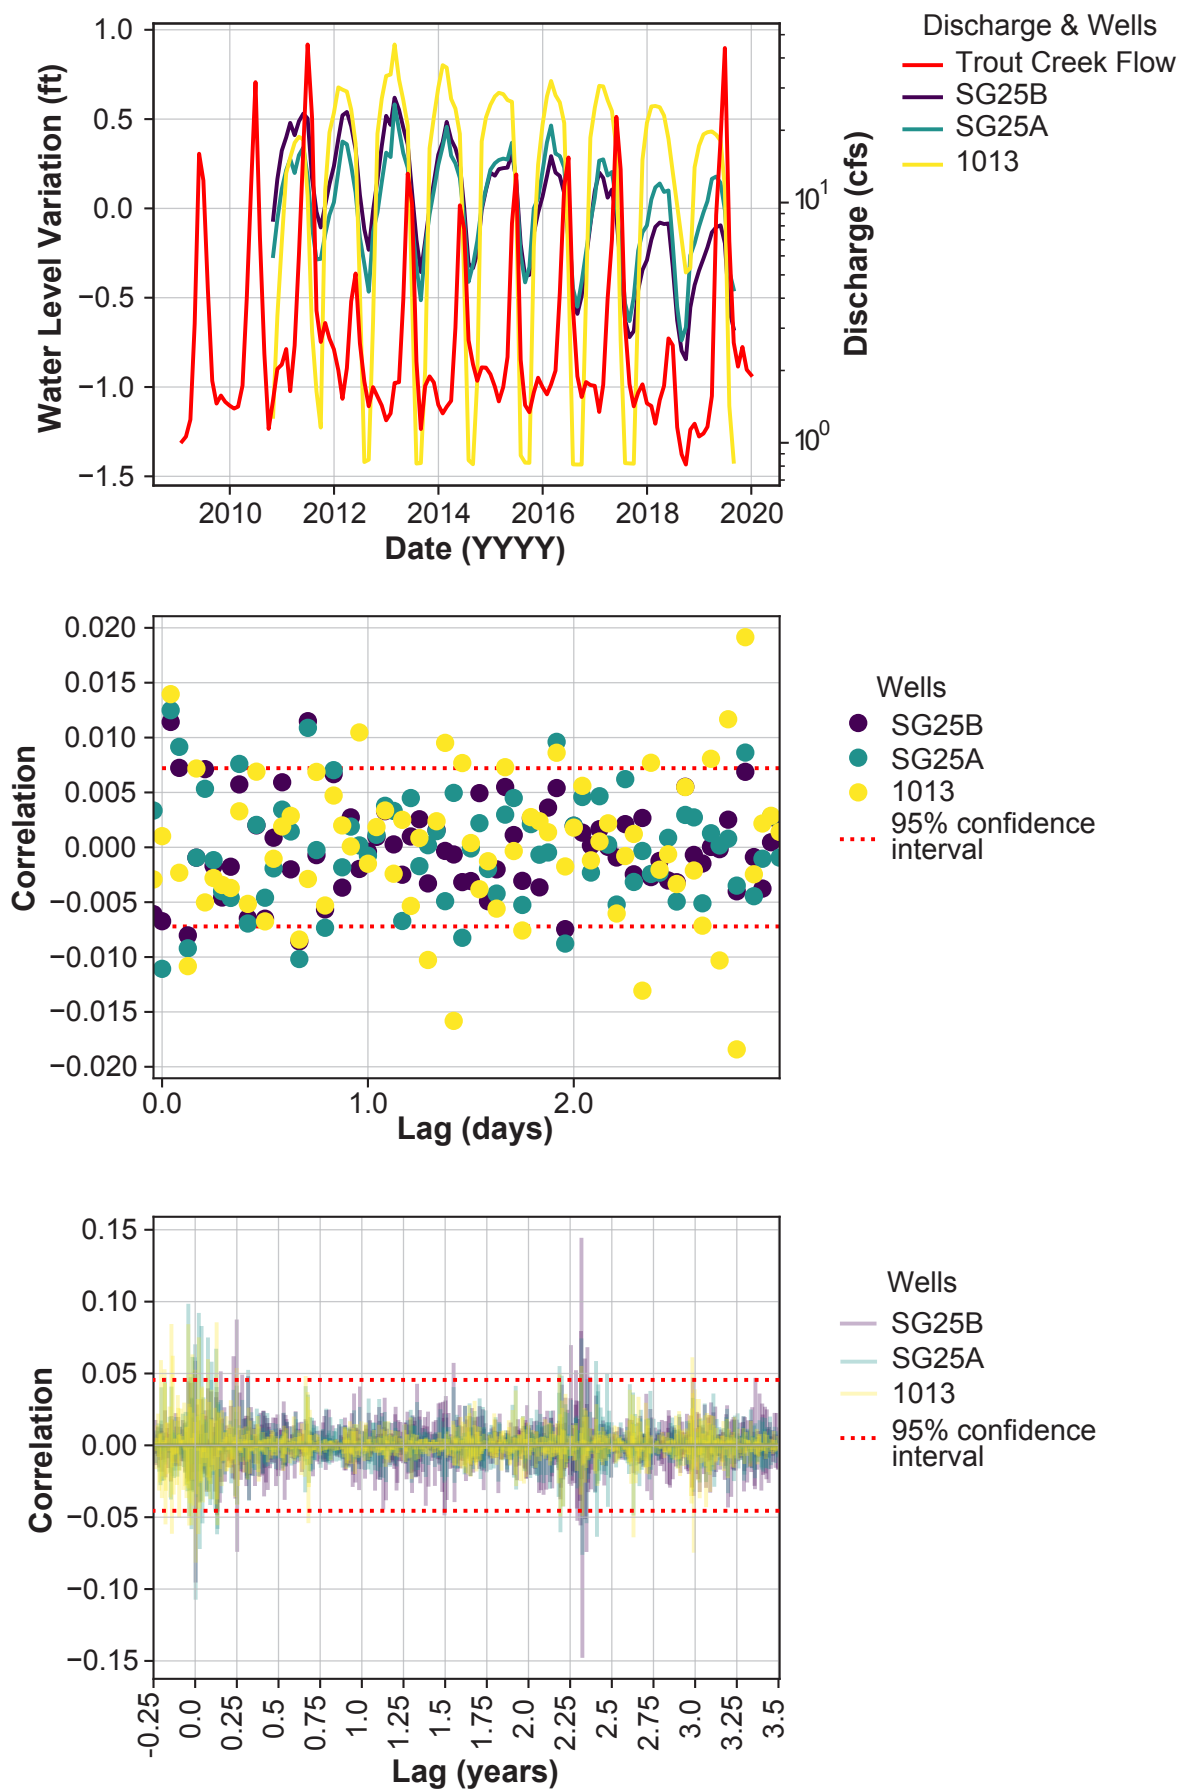 Discharge & Wells
Trout Creek Flow
SG25B
SG25A
1013
Water Level Variation (ft)
1.0
0.5
0.0
−0.5
−1.0
−1.5
Discharge (cfs)
10^1
10^0
2010 2012 2014 2016 2018 2020
Date (YYYY)
Correlation
0.020
0.015
0.010
0.005
0.000
−0.005
−0.010
−0.015
−0.020
0.0 1.0 2.0
Lag (days)
Wells
SG25B
SG25A
1013
95% confidence
interval
Correlation
0.15
0.10
0.05
0.00
−0.05
−0.10
−0.15
-0.25 0.0 0.25 0.5 0.75 1.0 1.25 1.5 1.75 2.0 2.25 2.5 2.75 3.0 3.25 3.5
Lag (years)
Wells
SG25B
SG25A
1013
95% confidence
interval